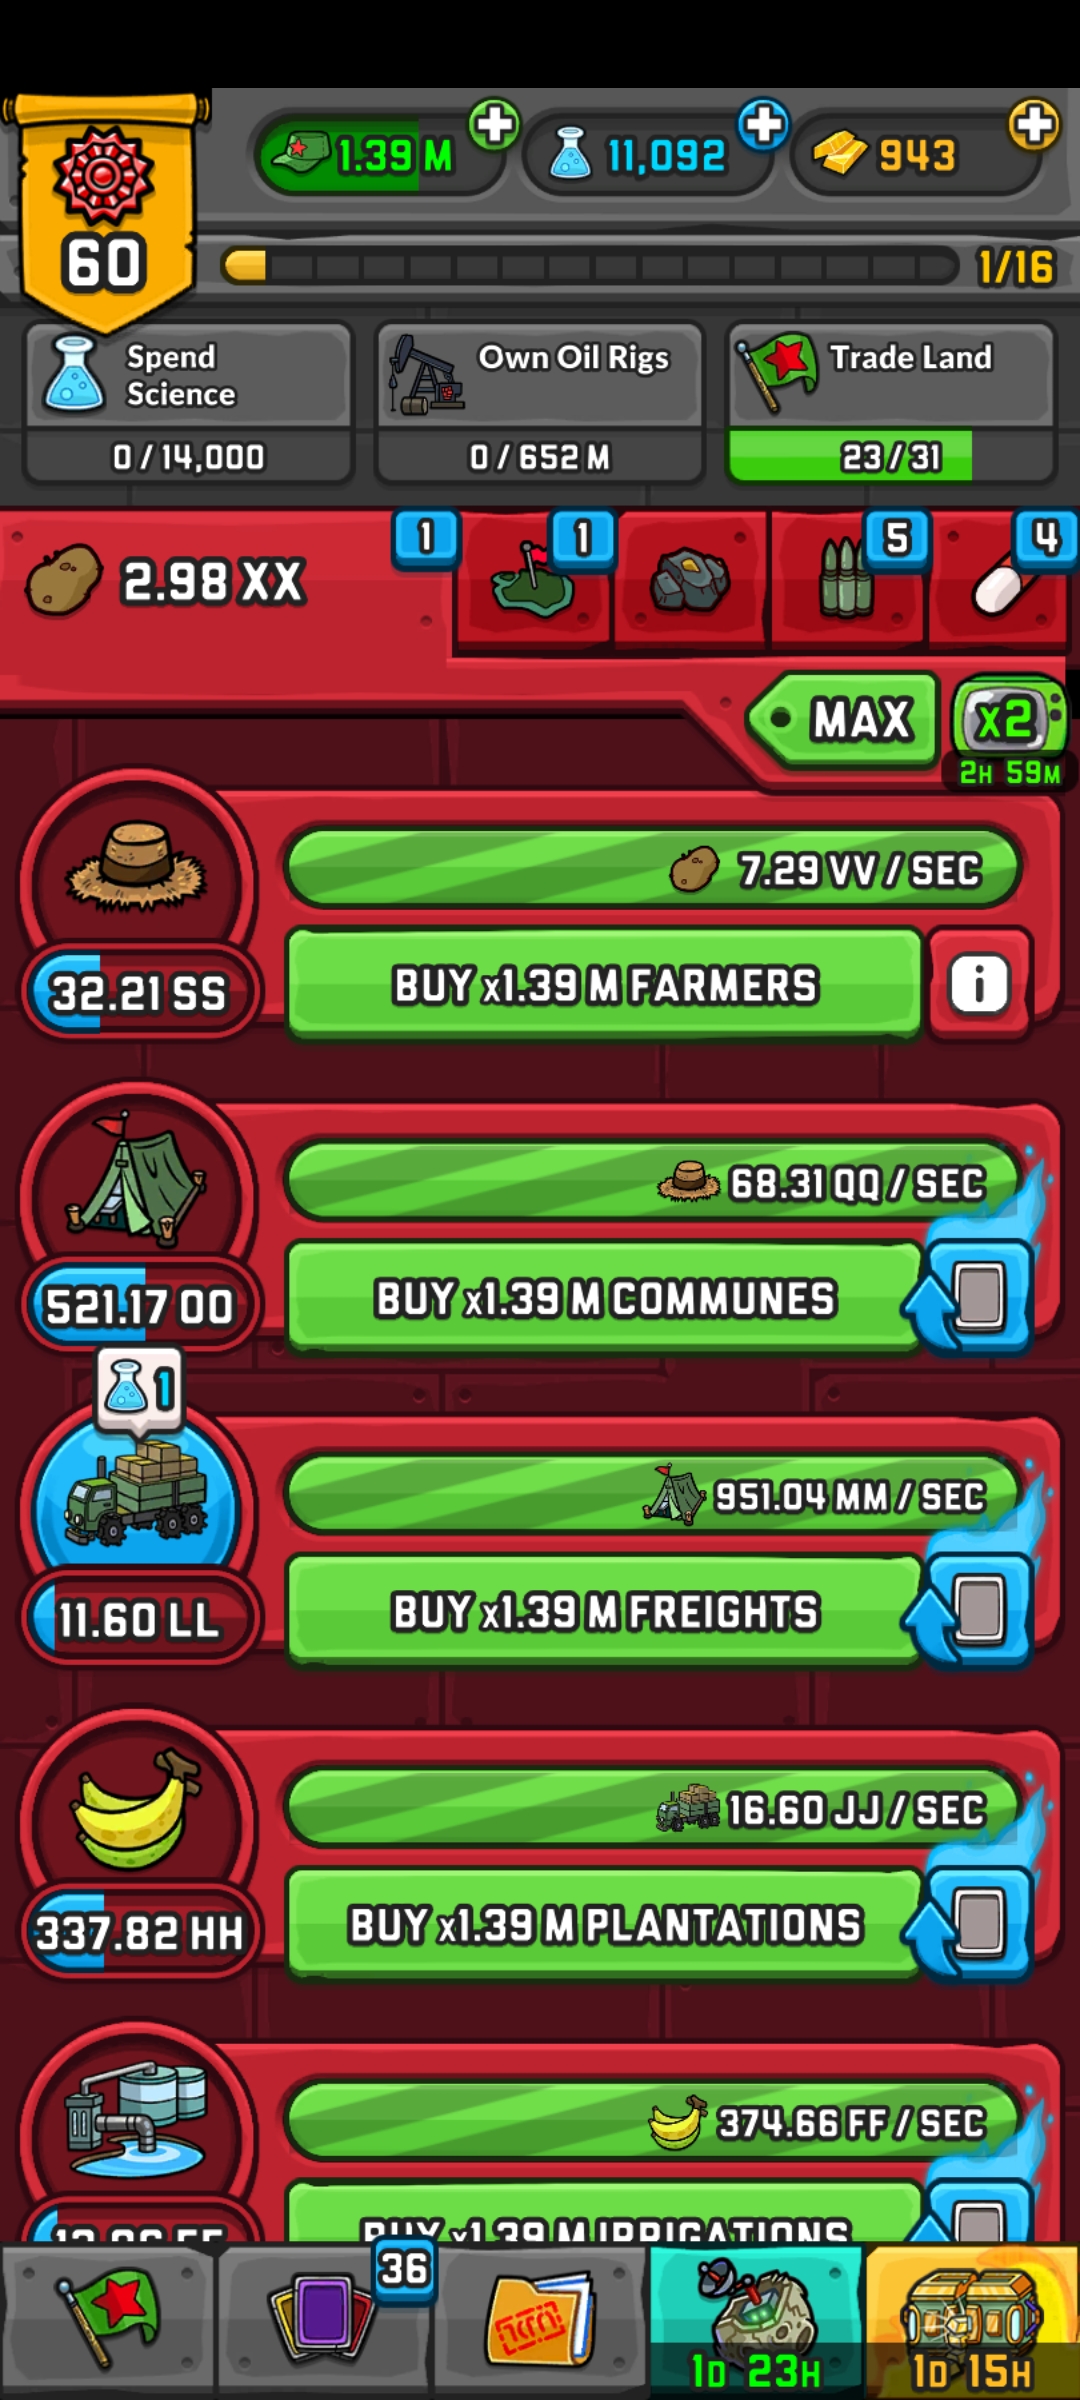 60
1.39 M
11,092
943
1/16
Spend
Science
0/14,000
Own Oil Rigs
0/652 M
Trade Land
23/31
2.98 XX
1
1
5
4
MAX
x2
2H 59M
7.29 VV / SEC
32.21 SS
BUY x1.39 M FARMERS
i
68.31 QQ / SEC
521.17 OO
BUY x1.39 M COMMUNES
1
951.04 MM / SEC
11.60 LL
BUY x1.39 M FREIGHTS
16.60 JJ / SEC
337.82 HH
BUY x1.39 M PLANTATIONS
374.66 FF / SEC
BUY x1.39 M IRRIGATIONS
36
1D 23H
1D 15H